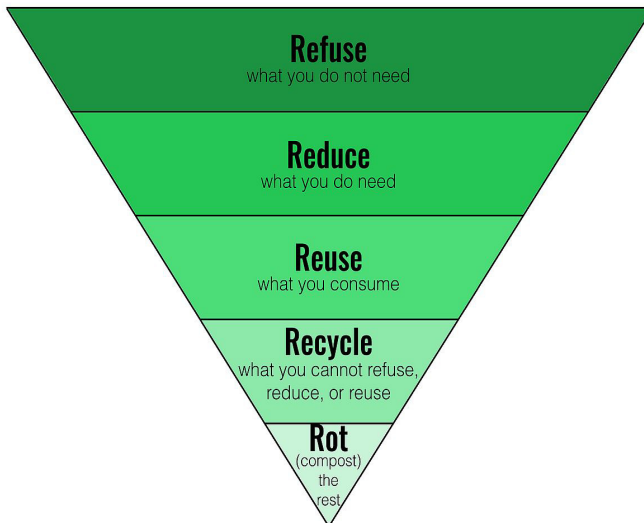 Refuse
what you do not need
Reduce
what you do need
Reuse
what you consume
Recycle
what you cannot refuse,
reduce, or reuse
Rot
(compost)
the
rest